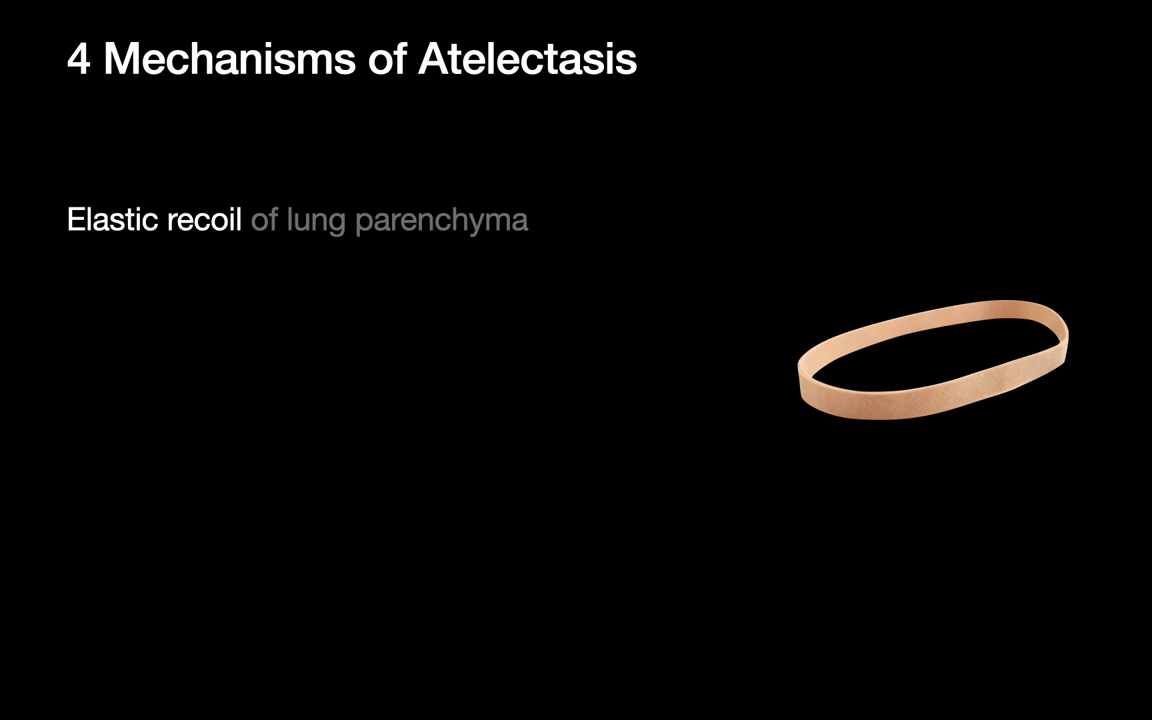 4 Mechanisms of Atelectasis
Elastic recoil of lung parenchyma